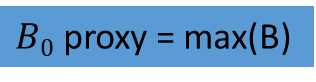 B₀ proxy = max(B)